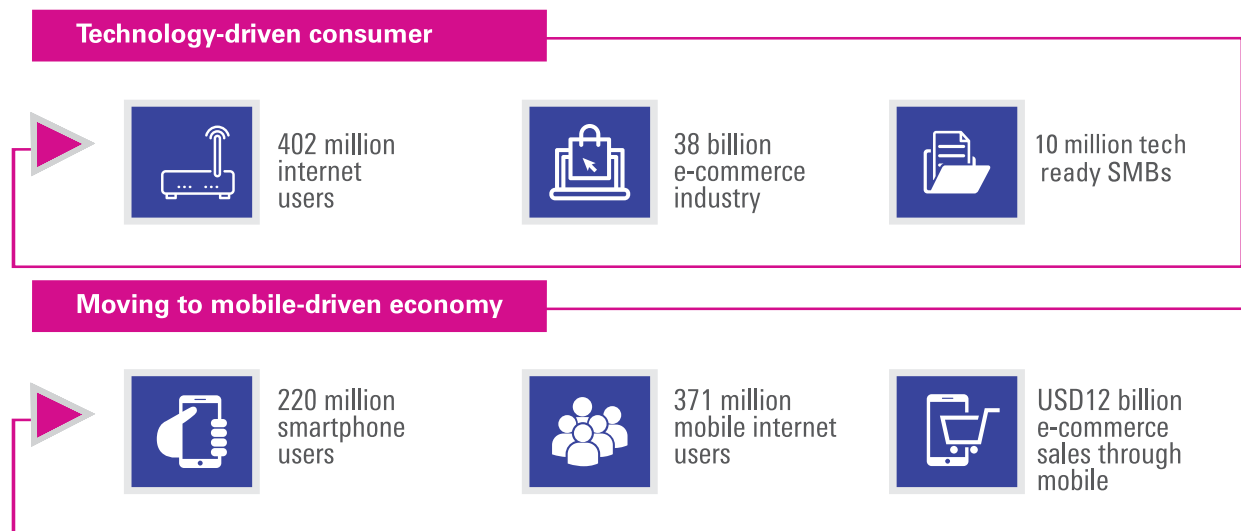 Technology-driven consumer
402 million
internet
users
38 billion
e-commerce
industry
10 million tech
ready SMBs
Moving to mobile-driven economy
220 million
smartphone
users
371 million
mobile internet
users
USD12 billion
e-commerce
sales through
mobile